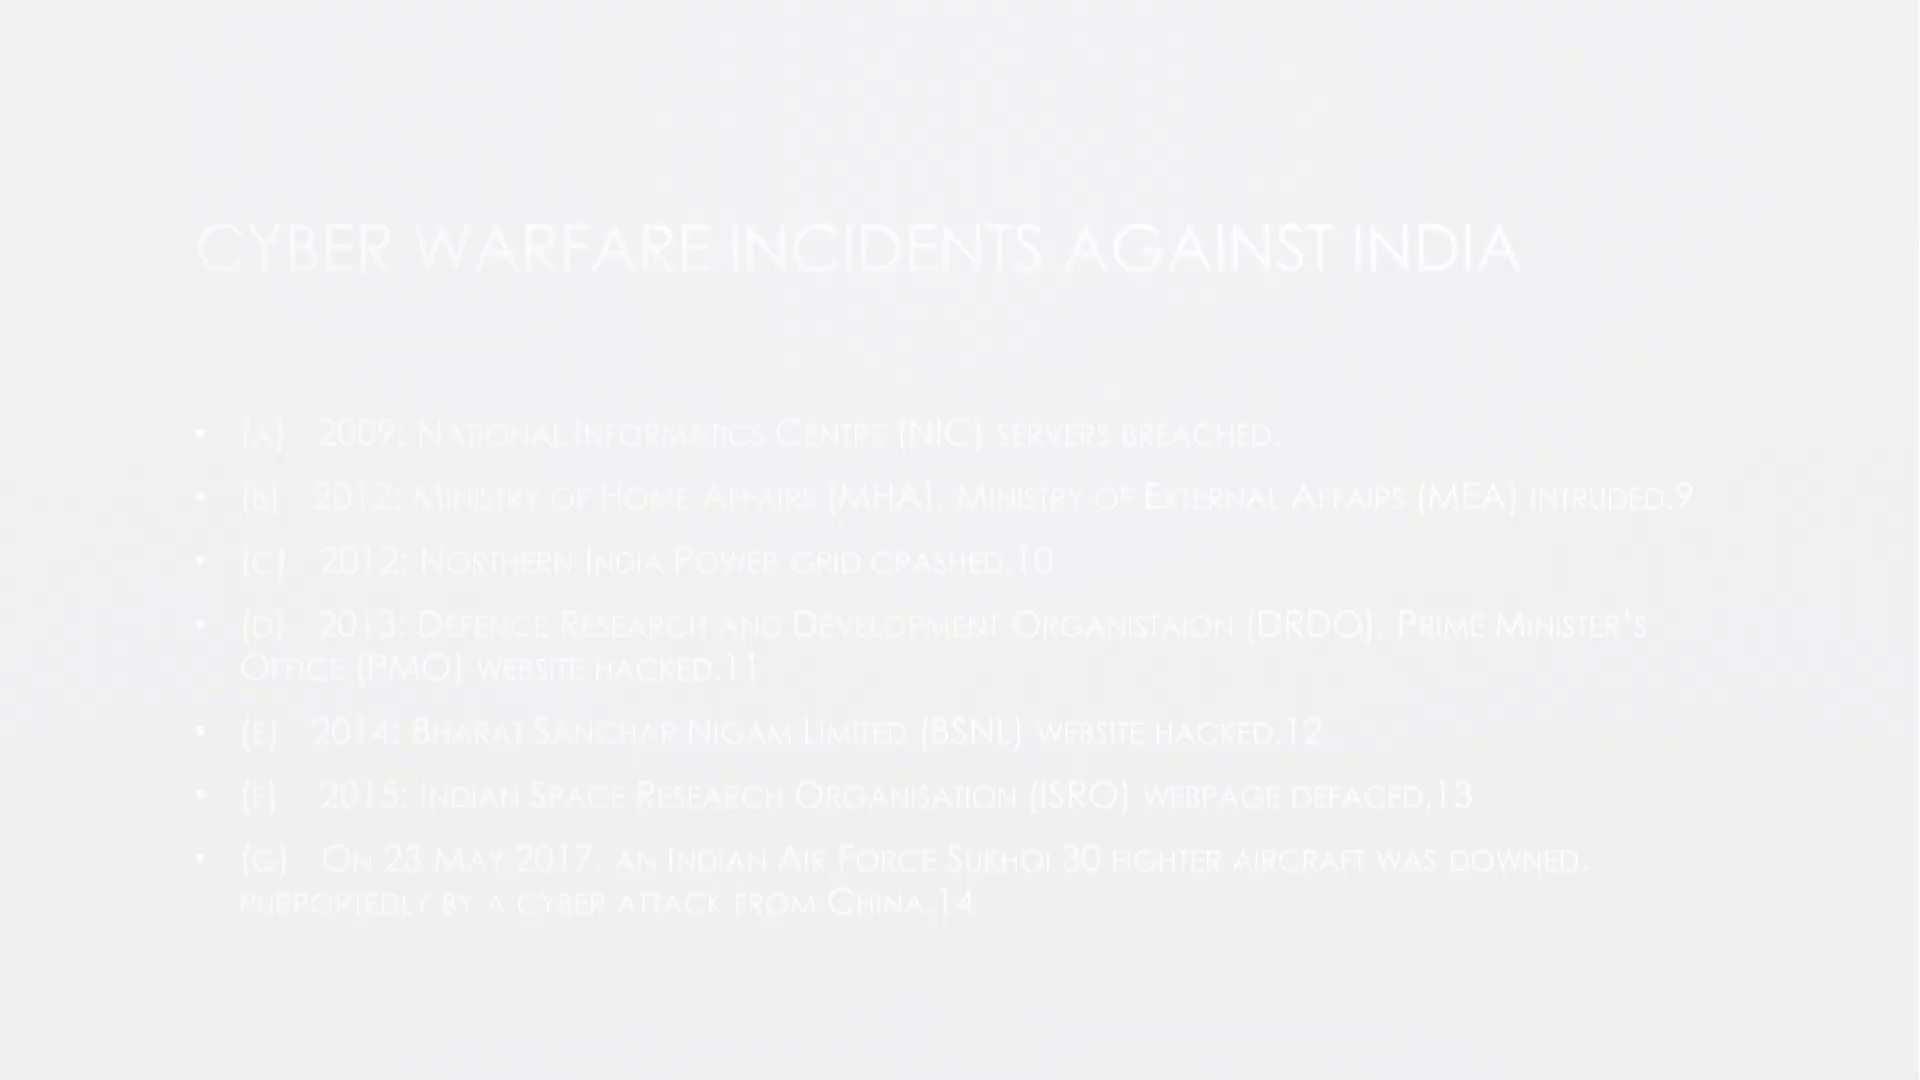 CYBER WARFARE INCIDENTS AGAINST INDIA
• (A) 2009: NATIONAL INFORMATICS CENTRE (NIC) SERVERS BREACHED.
• (B) 2012: MINISTRY OF HOME AFFAIRS (MHA), MINISTRY OF EXTERNAL AFFAIRS (MEA) INTRUDED.9
• (C) 2012: NORTHERN INDIA POWER GRID CRASHED.10
• (D) 2013: DEFENCE RESEARCH AND DEVELOPMENT ORGANISTAION (DRDO), PRIME MINISTER'S
OFFICE (PMO) WEBSITE HACKED.11
• (E) 2014: BHARAT SANCHAR NIGAM LIMITED (BSNL) WEBSITE HACKED.12
• (F) 2015: INDIAN SPACE RESEARCH ORGANISATION (ISRO) WEBPAGE DEFACED.13
• (G) ON 23 MAY 2017, AN INDIAN AIR FORCE SUKHOI 30 FIGHTER AIRCRAFT WAS DOWNED,
PURPORTEDLY BY A CYBER ATTACK FROM CHINA.14